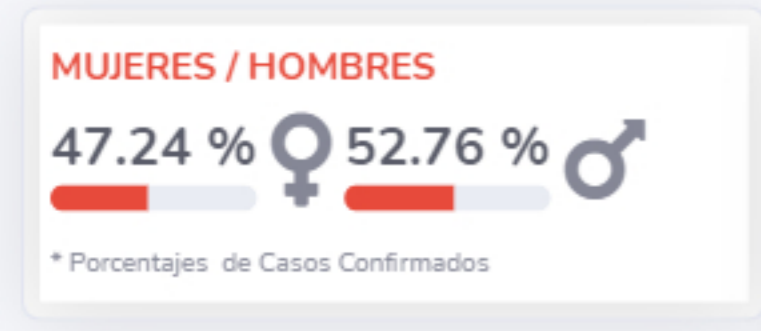 MUJERES / HOMBRES
47.24 % 52.76 %
* Porcentajes de Casos Confirmados